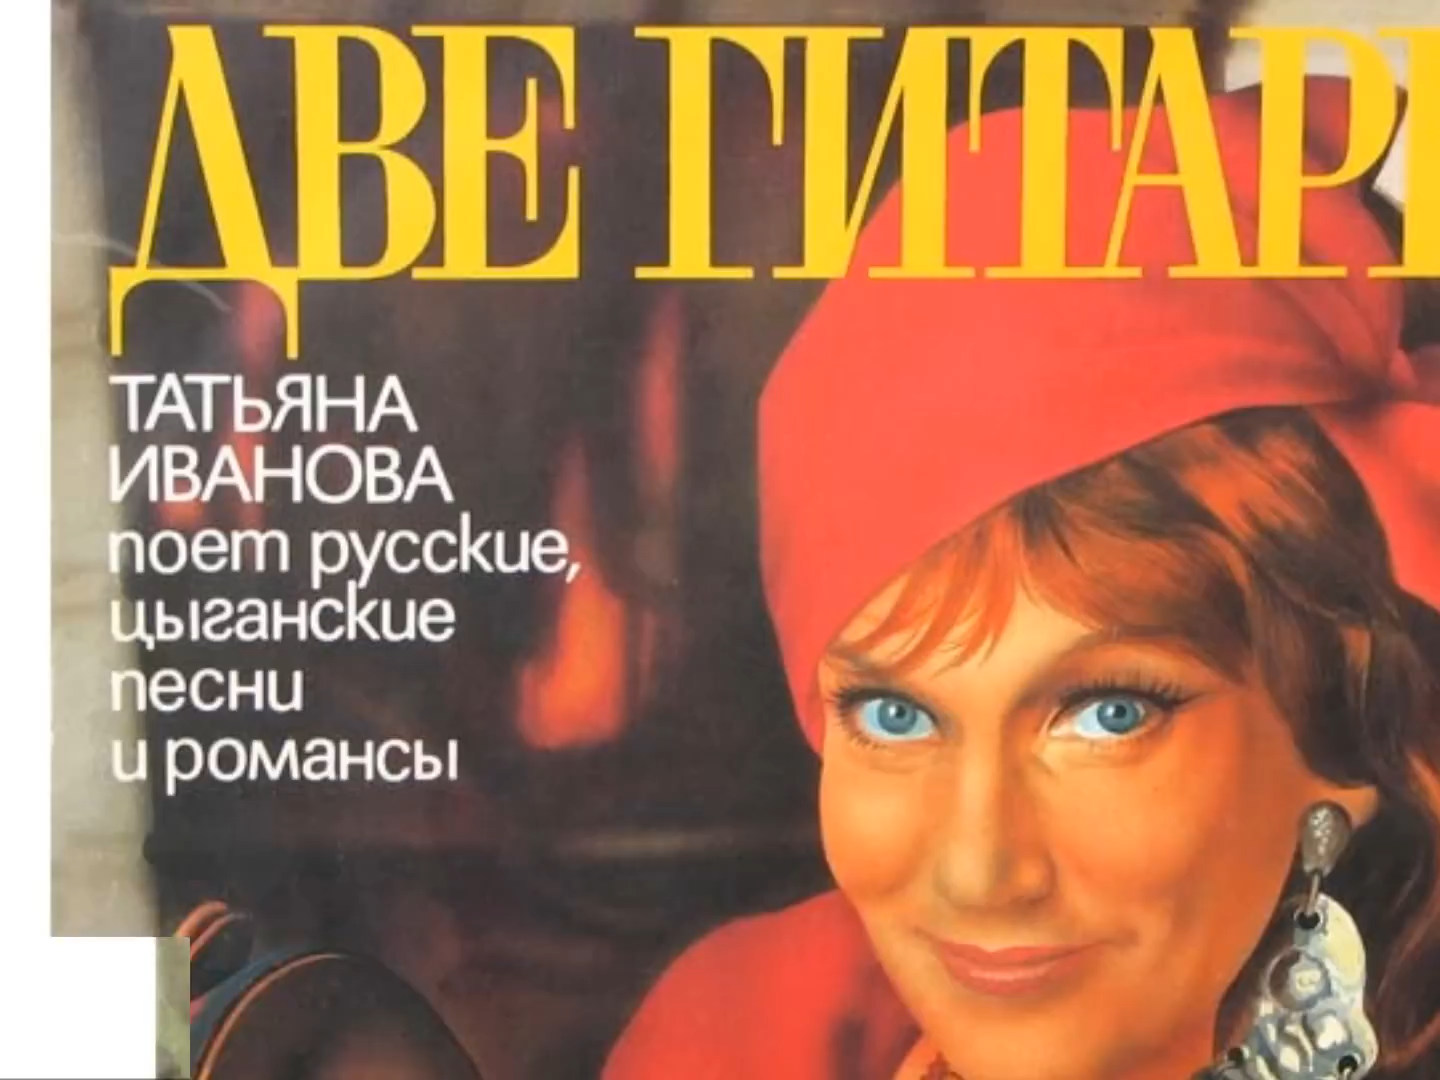 ДВЕ ГИТАР
ТАТЬЯНА
ИВАНОВА
поет русские,
цыганские
песни
и романсы